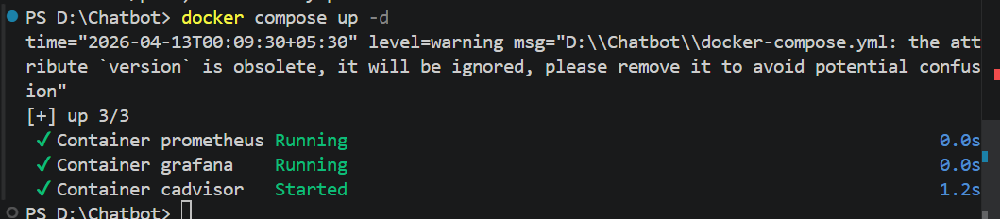 PS D:\Chatbot> docker compose up -d
time="2026-04-13T00:09:30+05:30" level=warning msg="D:\\Chatbot\\docker-compose.yml: the att
ribute `version` is obsolete, it will be ignored, please remove it to avoid potential confus
ion"
[+] up 3/3
✓ Container prometheus Running 0.0s
✓ Container grafana Running 0.0s
✓ Container cadvisor Started 1.2s
PS D:\Chatbot>